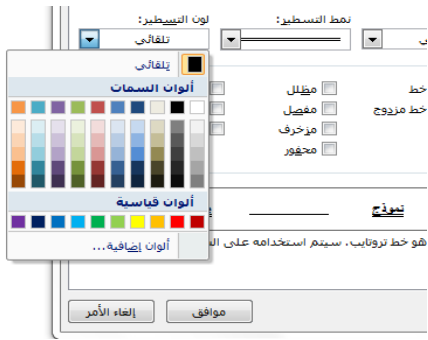 نمط التسطير: لون التسطير:
تلقائي
تلقائي
ألوان السمات
خط مظلل
خط مزدوج مفصل
مزخرف
محفور
ألوان قياسية
نموذج
ألوان إضافية...
هو خط تروتايب. سيتم استخدامه على
موافق إلغاء الأمر